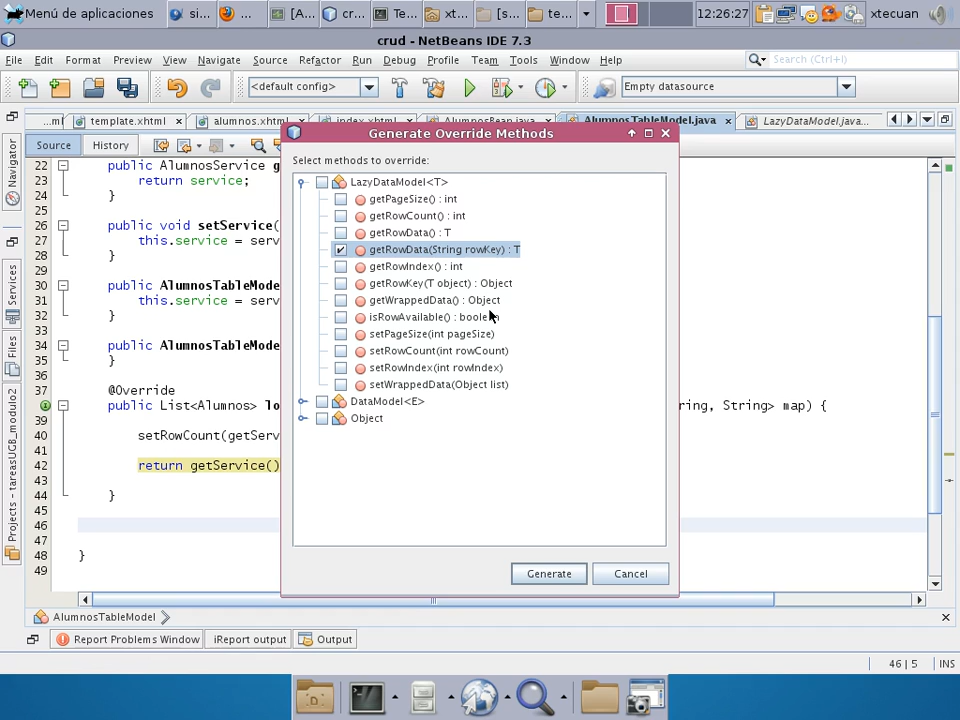 Menú de aplicaciones si... fi... [A... cr... Te... xt... [s... te... 12:26:27 xtecuan
crud - NetBeans IDE 7.3
File Edit Format Preview View Navigate Source Refactor Run Debug Profile Team Tools Window Help Search (Ctrl+I)
<default config> Empty datasource
...ml template.xhtml alumnos.xhtml index.xhtml AlumnosBean.java AlumnosTableModel.java LazyDataModel.java...
Source History
Generate Override Methods
Select methods to override:
LazyDataModel<T>
getPageSize() : int
getRowCount() : int
getRowData() : T
getRowData(String rowKey) : T
getRowIndex() : int
getRowKey(T object) : Object
getWrappedData() : Object
isRowAvailable() : boolean
setPageSize(int pageSize)
setRowCount(int rowCount)
setRowIndex(int rowIndex)
setWrappedData(Object list)
DataModel<E>
Object
Generate Cancel
Navigator
Services
Files
Projects - tareasUGB_modulo2
22 public AlumnosService g
23 return service;
24 }
25
26 public void setService(
27 this.service = serv
28 }
29
30 AlumnosTableMode
31 this.service = serv
32 }
33
34 public AlumnosTableMode
35 }
36
37 @Override
public List<Alumnos> lo ring, String> map) {
39
40 setRowCount(getServ
41
42 return getService()
43
44 }
45
46
47
48 }
49
AlumnosTableModel
Report Problems Window iReport output Output
46 | 5 INS